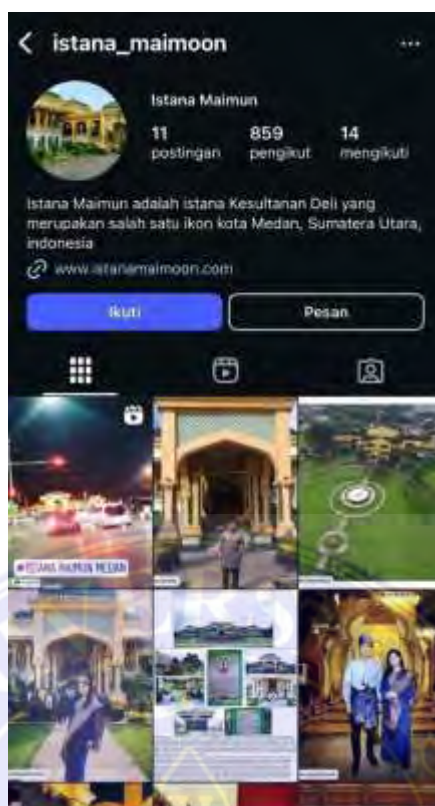 istana_maimoon
Istana Maimun
11 859 14
postingan pengikut mengikuti
Istana Maimun adalah istana Kesultanan Deli yang
merupakan salah satu ikon kota Medan, Sumatera Utara,
indonesia
www.istanamaimoon.com
Ikuti Pesan
ISTANA MAIMUN MEDAN